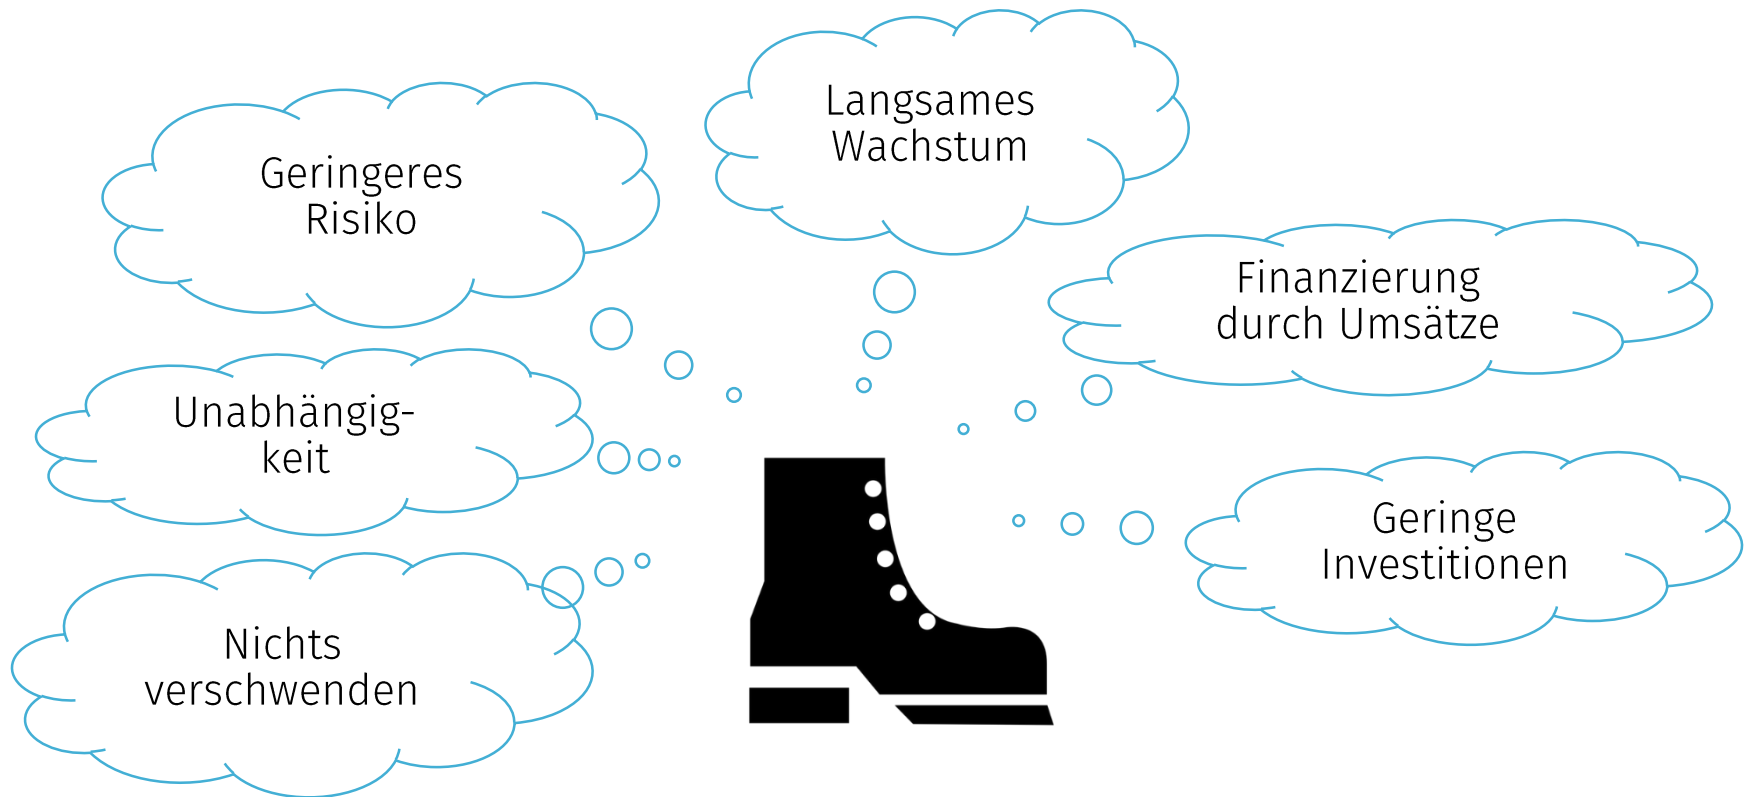 Langsames
Wachstum
Geringeres
Risiko
Finanzierung
durch Umsätze
Unabhängig-
keit
Geringe
Investitionen
Nichts
verschwenden